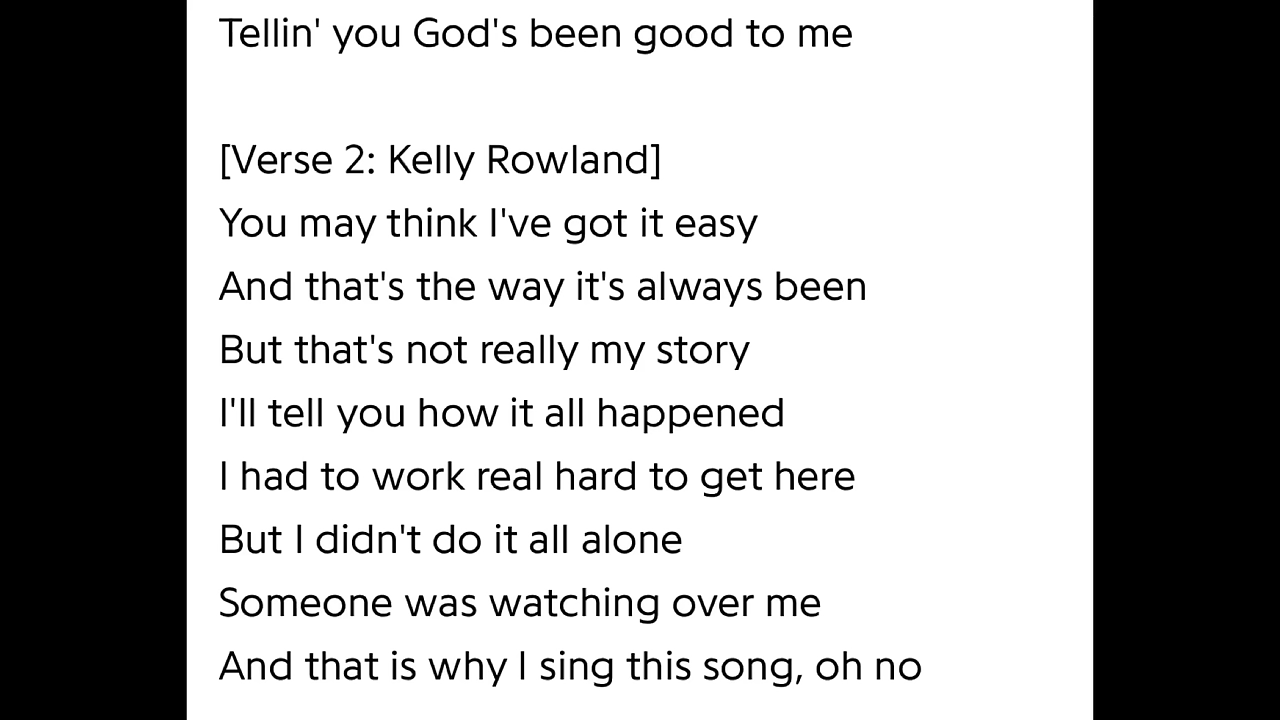 Tellin' you God's been good to me
[Verse 2: Kelly Rowland]
You may think I've got it easy
And that's the way it's always been
But that's not really my story
I'll tell you how it all happened
I had to work real hard to get here
But I didn't do it all alone
Someone was watching over me
And that is why I sing this song, oh no